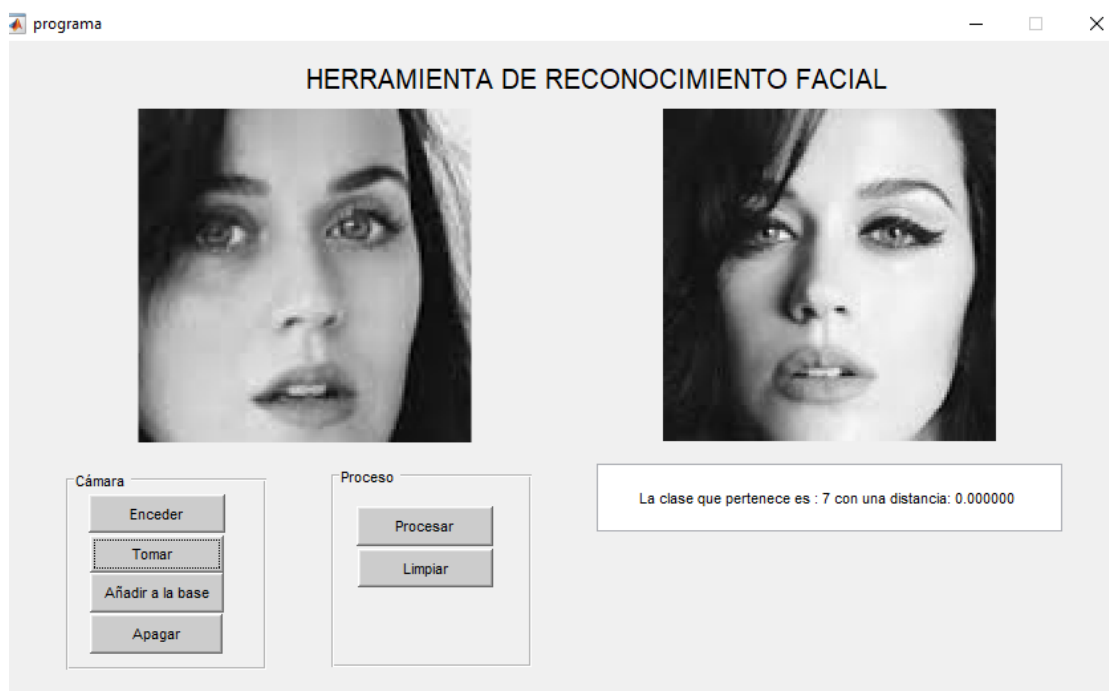 programa
HERRAMIENTA DE RECONOCIMIENTO FACIAL
Cámara
Enceder
Tomar
Añadir a la base
Apagar
Proceso
Procesar
Limpiar
La clase que pertenece es : 7 con una distancia: 0.000000